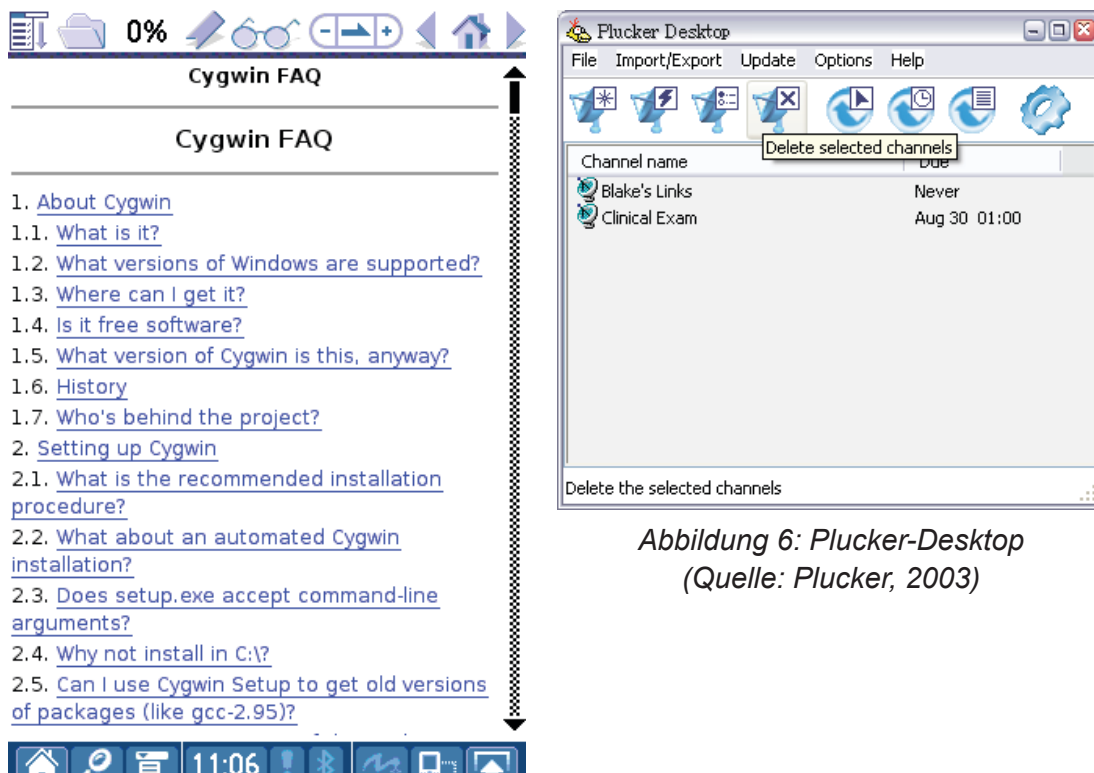 0%
Cygwin FAQ
Cygwin FAQ
1. About Cygwin
1.1. What is it?
1.2. What versions of Windows are supported?
1.3. Where can I get it?
1.4. Is it free software?
1.5. What version of Cygwin is this, anyway?
1.6. History
1.7. Who's behind the project?
2. Setting up Cygwin
2.1. What is the recommended installation
procedure?
2.2. What about an automated Cygwin
installation?
2.3. Does setup.exe accept command-line
arguments?
2.4. Why not install in C:\?
2.5. Can I use Cygwin Setup to get old versions
of packages (like gcc-2.95)?
11:06
Plucker Desktop
File Import/Export Update Options Help
Delete selected channels
Channel name Due
Blake's Links Never
Clinical Exam Aug 30 01:00
Delete the selected channels
Abbildung 6: Plucker-Desktop
(Quelle: Plucker, 2003)